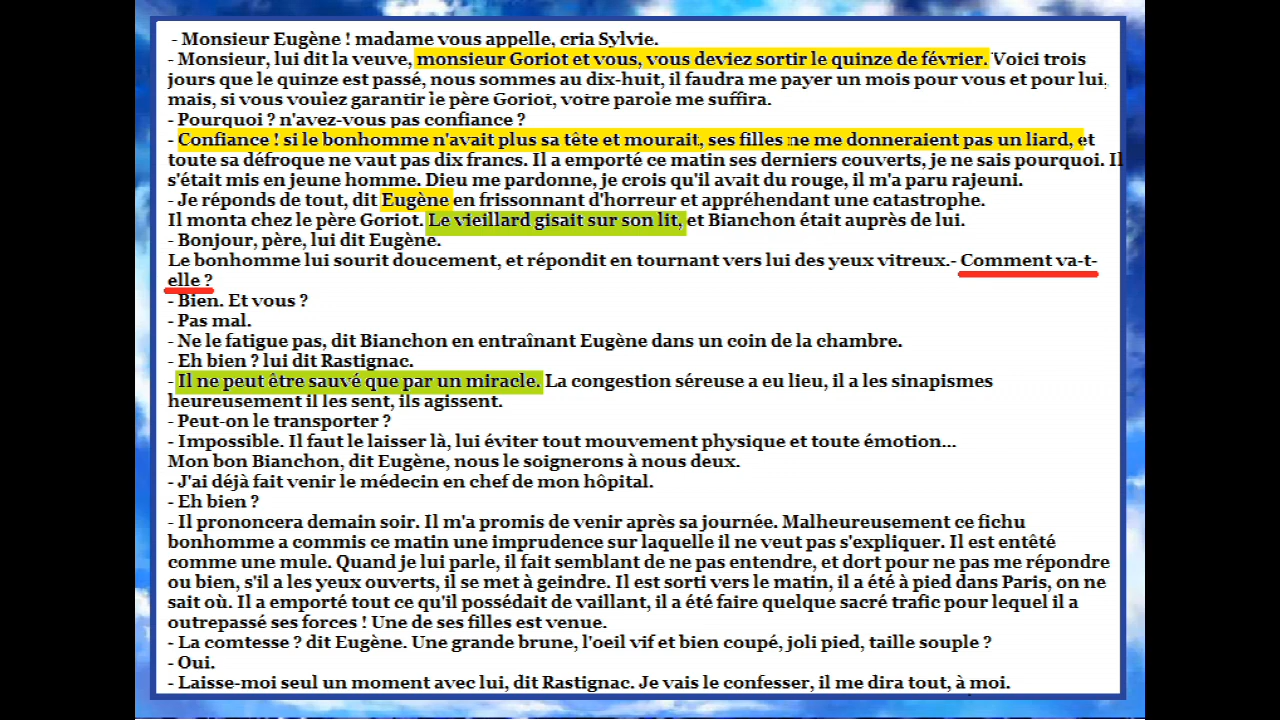 - Monsieur Eugène ! madame vous appelle, cria Sylvie.
- Monsieur, lui dit la veuve, monsieur Goriot et vous, vous deviez sortir le quinze de février. Voici trois
jours que le quinze est passé, nous sommes au dix-huit, il faudra me payer un mois pour vous et pour lui,
mais, si vous voulez garantir le père Goriot, votre parole me suffira.
- Pourquoi ? n'avez-vous pas confiance ?
- Confiance ! si le bonhomme n'avait plus sa tête et mourait, ses filles ne me donneraient pas un liard, et
toute sa défroque ne vaut pas dix francs. Il a emporté ce matin ses derniers couverts, je ne sais pourquoi. Il
s'était mis en jeune homme. Dieu me pardonne, je crois qu'il avait du rouge, il m'a paru rajeuni.
- Je réponds de tout, dit Eugène en frissonnant d'horreur et appréhendant une catastrophe.
Il monta chez le père Goriot. Le vieillard gisait sur son lit, et Bianchon était auprès de lui.
- Bonjour, père, lui dit Eugène.
Le bonhomme lui sourit doucement, et répondit en tournant vers lui des yeux vitreux.- Comment va-t-
elle ?
- Bien. Et vous ?
- Pas mal.
- Ne le fatigue pas, dit Bianchon en entraînant Eugène dans un coin de la chambre.
- Eh bien ? lui dit Rastignac.
- Il ne peut être sauvé que par un miracle. La congestion séreuse a eu lieu, il a les sinapismes
heureusement il les sent, ils agissent.
- Peut-on le transporter ?
- Impossible. Il faut le laisser là, lui éviter tout mouvement physique et toute émotion...
Mon bon Bianchon, dit Eugène, nous le soignerons à nous deux.
- J'ai déjà fait venir le médecin en chef de mon hôpital.
- Eh bien ?
- Il prononcera demain soir. Il m'a promis de venir après sa journée. Malheureusement ce fichu
bonhomme a commis ce matin une imprudence sur laquelle il ne veut pas s'expliquer. Il est entêté
comme une mule. Quand je lui parle, il fait semblant de ne pas entendre, et dort pour ne pas me répondre
ou bien, s'il a les yeux ouverts, il se met à geindre. Il est sorti vers le matin, il a été à pied dans Paris, on ne
sait où. Il a emporté tout ce qu'il possédait de vaillant, il a été faire quelque sacré trafic pour lequel il a
outrepassé ses forces ! Une de ses filles est venue.
- La comtesse ? dit Eugène. Une grande brune, l'oeil vif et bien coupé, joli pied, taille souple ?
- Oui.
- Laisse-moi seul un moment avec lui, dit Rastignac. Je vais le confesser, il me dira tout, à moi.